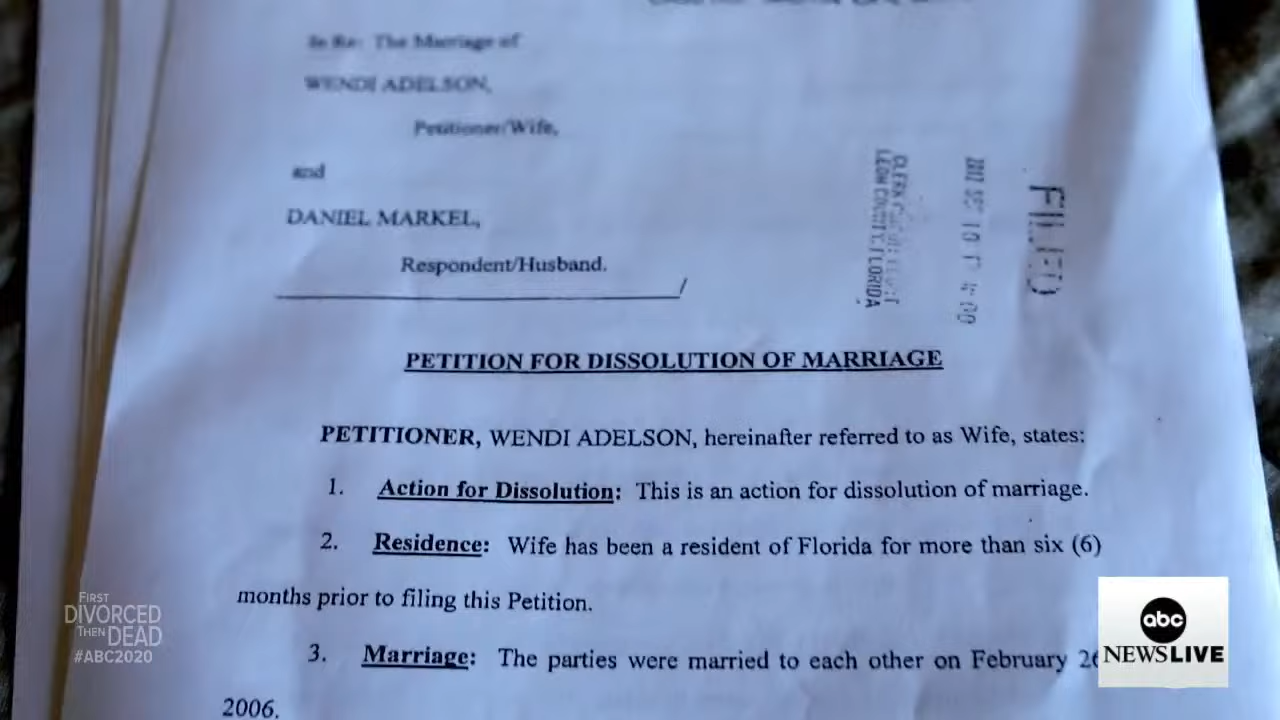 In Re: The Marriage of
WENDI ADELSON,
Petitioner/Wife,
and
DANIEL MARKEL,
Respondent/Husband.
/
FILED
CLERK
LEON COUNTY, FLORIDA
PETITION FOR DISSOLUTION OF MARRIAGE
PETITIONER, WENDI ADELSON, hereinafter referred to as Wife, states:
1. Action for Dissolution: This is an action for dissolution of marriage.
2. Residence: Wife has been a resident of Florida for more than six (6)
months prior to filing this Petition.
3. Marriage: The parties were married to each other on February
2006.
FIRST
DIVORCED
THEN DEAD
#ABC2020
abc
NEWSLIVE